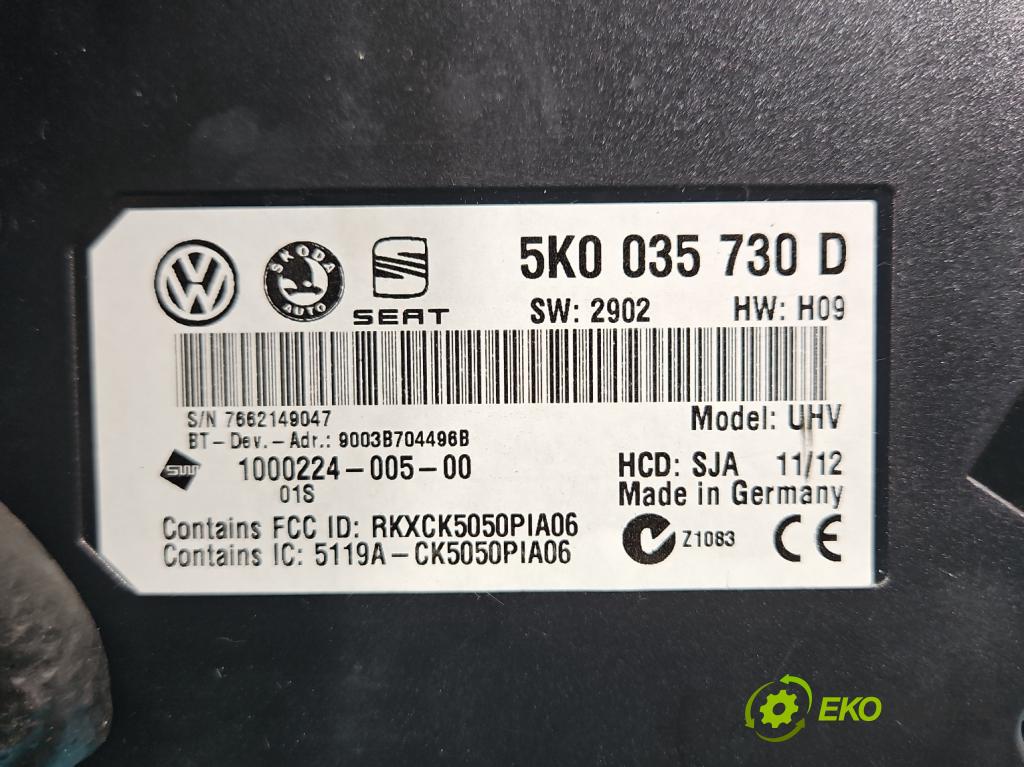 SKODA
AUTO
SEAT
5K0 035 730 D
SW: 2902 HW: H09
S/N 7662149047
Model: UHV
BT-Dev.-Adr.: 9003B704496B
SW
1000224-005-00
01S
HCD: SJA 11/12
Made in Germany
Contains FCC ID: RKXCK5050PIA06
Contains IC: 5119A-CK5050PIA06
Z1083
CE
EKO